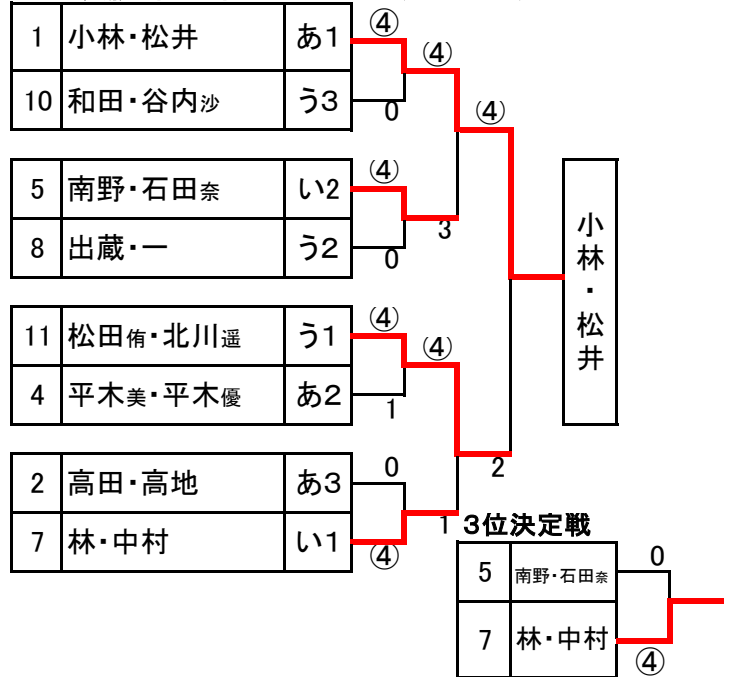 1 小林・松井 あ1 ④
④
10 和田・谷内沙 う3 0
④
5 南野・石田奈 い2 ④
3
8 出蔵・一 う2 0
小林・松井
11 松田侑・北川遥 う1 ④
④
4 平木美・平木優 あ2 1
2
2 高田・高地 あ3 0
1
7 林・中村 い1 ④
3位決定戦
5 南野・石田奈 0
7 林・中村 ④